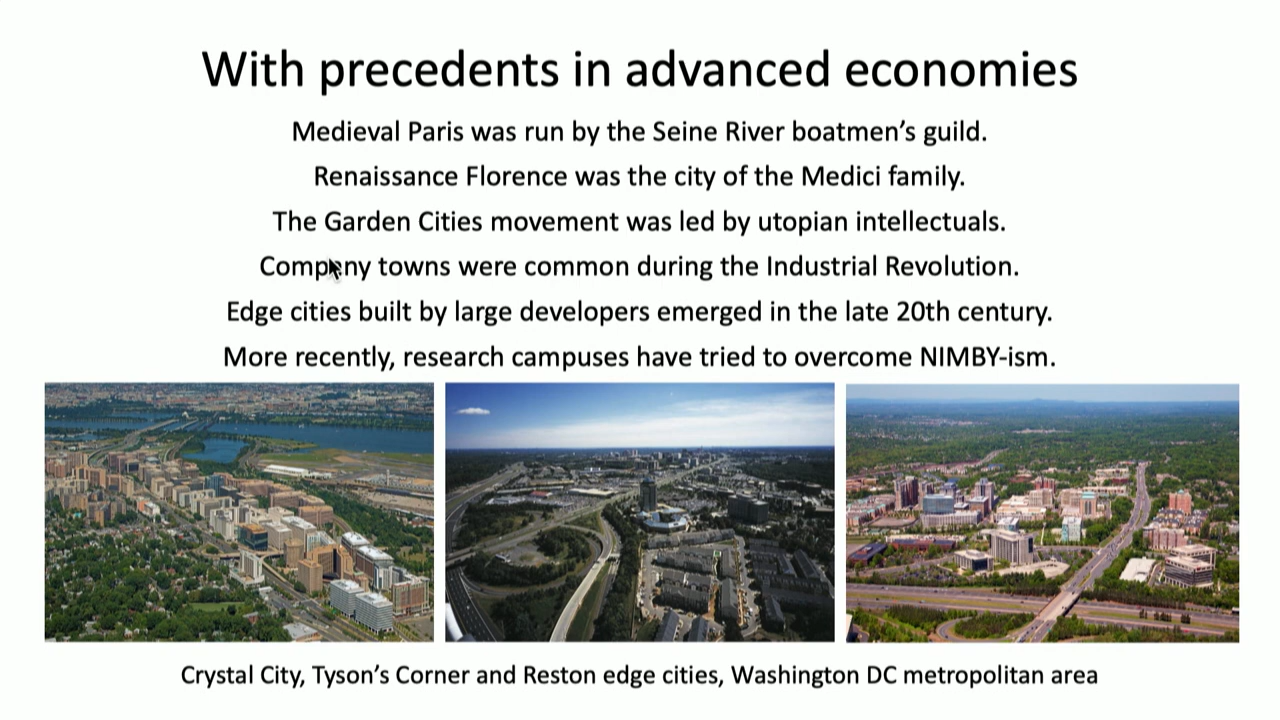 With precedents in advanced economies
Medieval Paris was run by the Seine River boatmen’s guild.
Renaissance Florence was the city of the Medici family.
The Garden Cities movement was led by utopian intellectuals.
Company towns were common during the Industrial Revolution.
Edge cities built by large developers emerged in the late 20th century.
More recently, research campuses have tried to overcome NIMBY-ism.
Crystal City, Tyson’s Corner and Reston edge cities, Washington DC metropolitan area